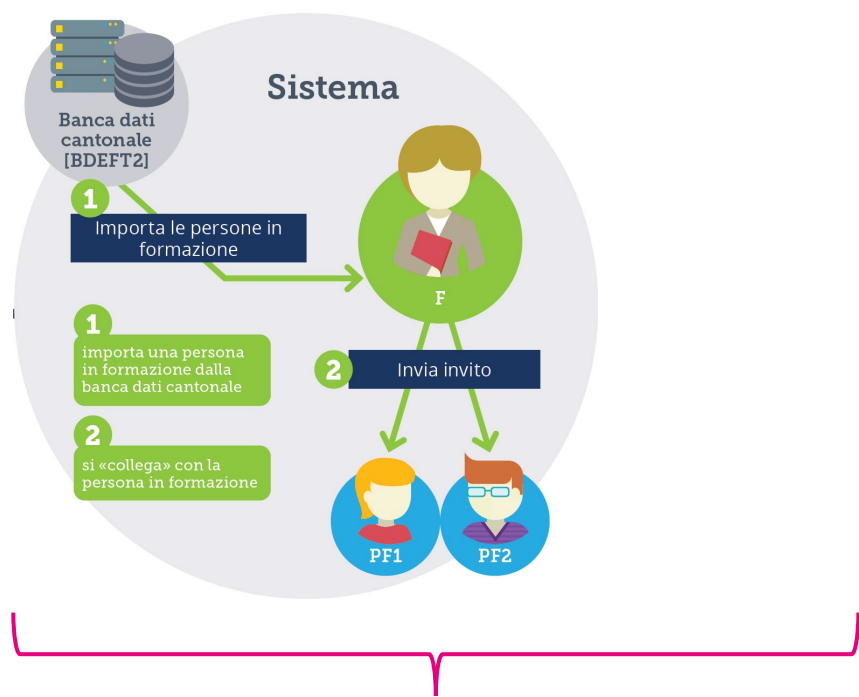 Sistema
Banca dati
cantonale
[BDEFT2]
1
Importa le persone in
formazione
F
1
importa una persona
in formazione dalla
banca dati cantonale
2
Invia invito
2
si «collega» con la
persona in formazione
PF1
PF2